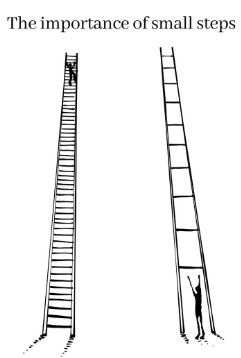 The importance of small steps